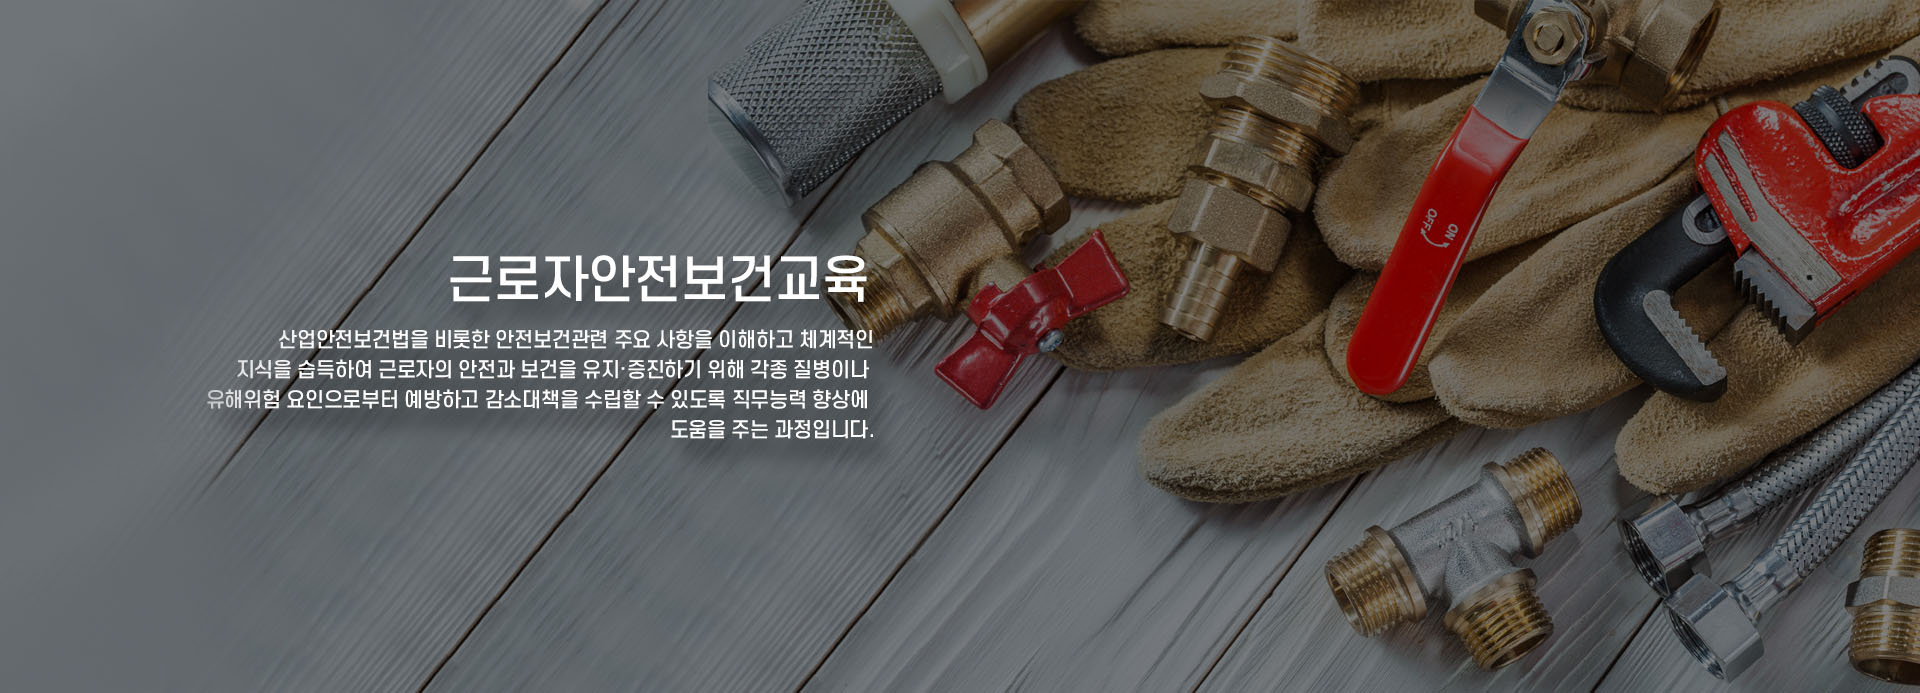 근로자안전보건교육
산업안전보건법을 비롯한 안전보건관련 주요 사항을 이해하고 체계적인
지식을 습득하여 근로자의 안전과 보건을 유지·증진하기 위해 각종 질병이나
유해위험 요인으로부터 예방하고 감소대책을 수립할 수 있도록 직무능력 향상에
도움을 주는 과정입니다.
ON
OFF